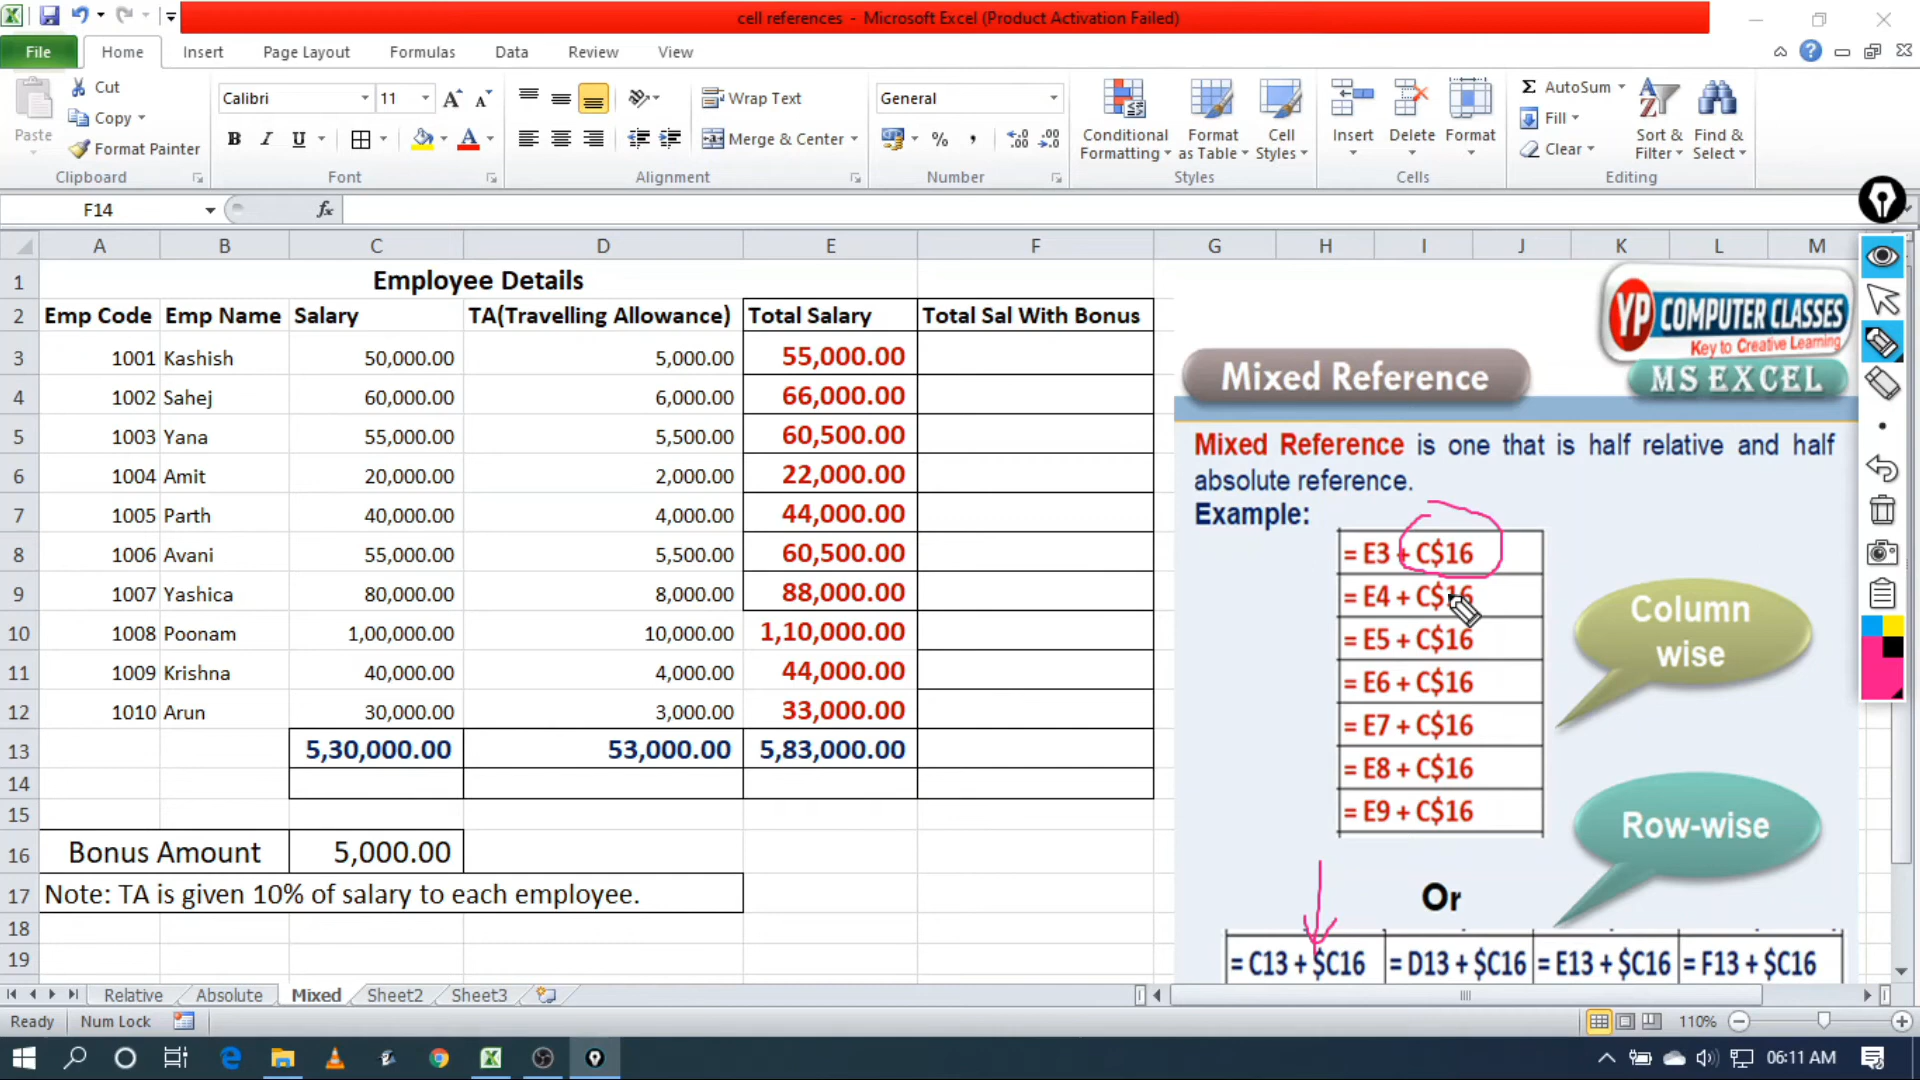 cell references - Microsoft Excel (Product Activation Failed)
File Home Insert Page Layout Formulas Data Review View
Paste
Cut
Copy
Format Painter
Clipboard
Calibri 11
B I U
Font
Wrap Text
Merge & Center
Alignment
General
%
Number
Conditional Formatting
Format as Table
Cell Styles
Styles
Insert Delete Format
Cells
Σ AutoSum
Fill
Clear
Sort & Filter
Find & Select
Editing
F14 fx
A B C D E F G H I J K L M
1 Employee Details
2 Emp Code Emp Name Salary TA(Travelling Allowance) Total Salary Total Sal With Bonus
3 1001 Kashish 50,000.00 5,000.00 55,000.00
4 1002 Sahej 60,000.00 6,000.00 66,000.00
5 1003 Yana 55,000.00 5,500.00 60,500.00
6 1004 Amit 20,000.00 2,000.00 22,000.00
7 1005 Parth 40,000.00 4,000.00 44,000.00
8 1006 Avani 55,000.00 5,500.00 60,500.00
9 1007 Yashica 80,000.00 8,000.00 88,000.00
10 1008 Poonam 1,00,000.00 10,000.00 1,10,000.00
11 1009 Krishna 40,000.00 4,000.00 44,000.00
12 1010 Arun 30,000.00 3,000.00 33,000.00
13 5,30,000.00 53,000.00 5,83,000.00
14
15
16 Bonus Amount 5,000.00
17 Note: TA is given 10% of salary to each employee.
18
19
YP COMPUTER CLASSES
Key to Creative Learning
MS EXCEL
Mixed Reference
Mixed Reference is one that is half relative and half
absolute reference.
Example:
= E3 + C$16
= E4 + C$16
= E5 + C$16
= E6 + C$16
= E7 + C$16
= E8 + C$16
= E9 + C$16
Column
wise
Row-wise
Or
= C13 + $C16 = D13 + $C16 = E13 + $C16 = F13 + $C16
Relative Absolute Mixed Sheet2 Sheet3
Ready Num Lock 110%
06:11 AM